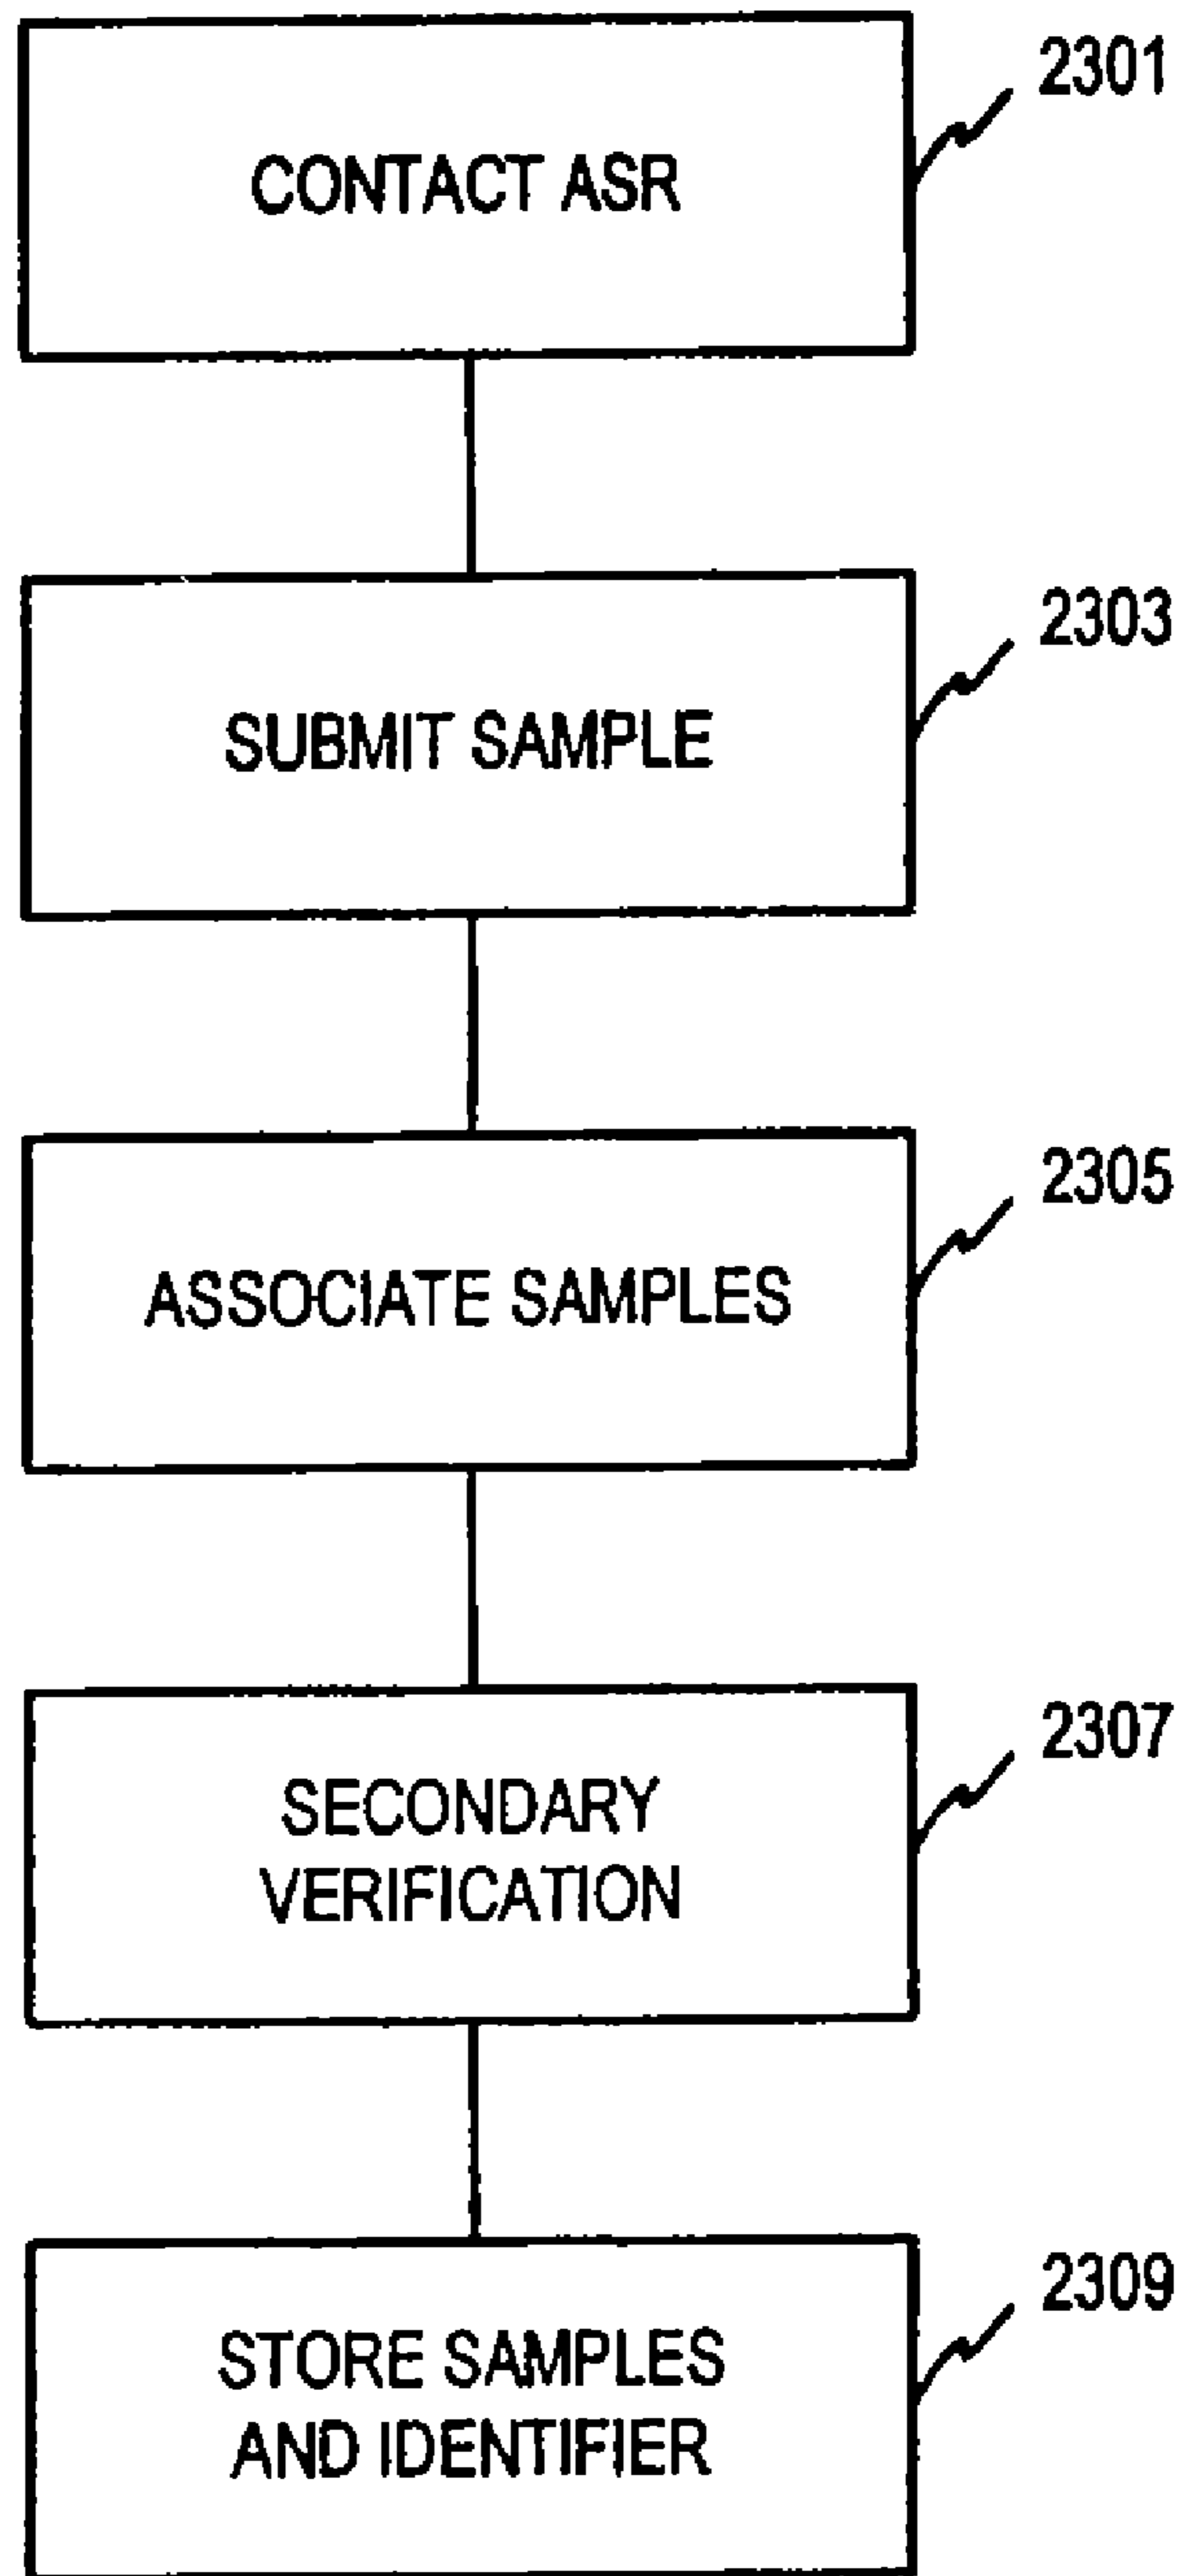 2301
CONTACT ASR
2303
SUBMIT SAMPLE
2305
ASSOCIATE SAMPLES
2307
SECONDARY
VERIFICATION
2309
STORE SAMPLES
AND IDENTIFIER